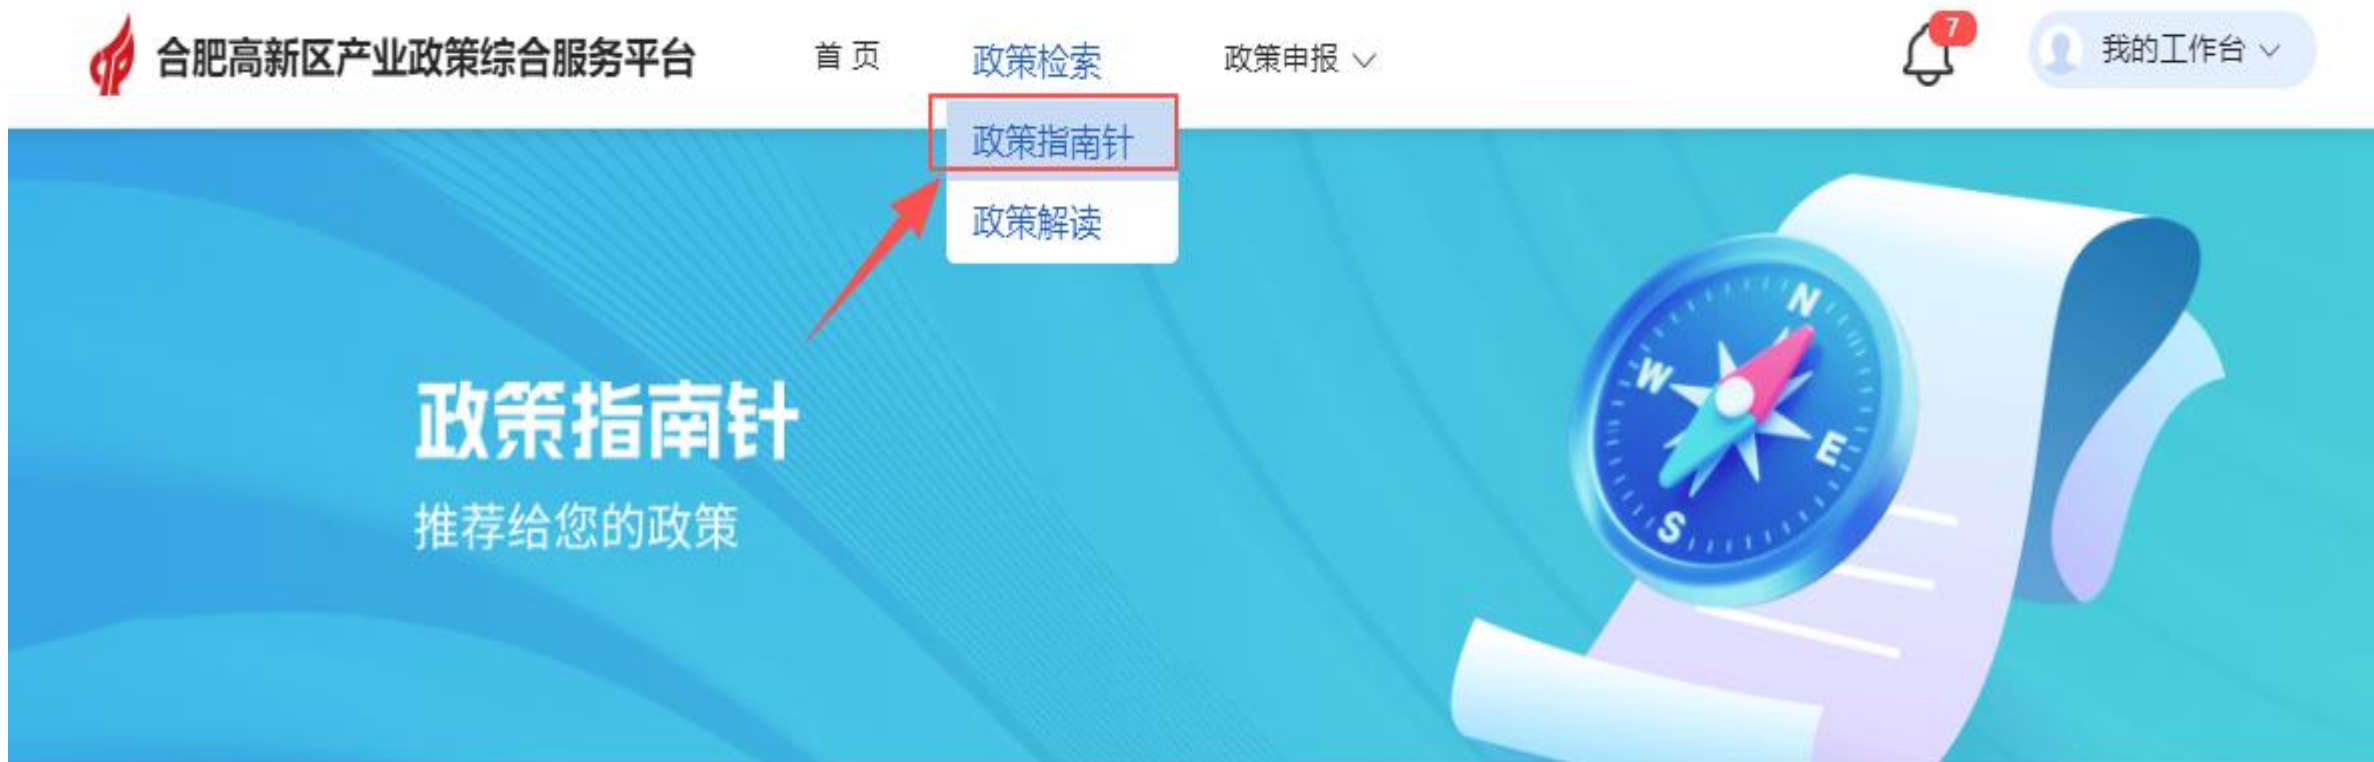 合肥高新区产业政策综合服务平台 首页 政策检索 政策申报 7 我的工作台
政策指南针
政策解读
政策指南针
推荐给您的政策
N
W
E
S